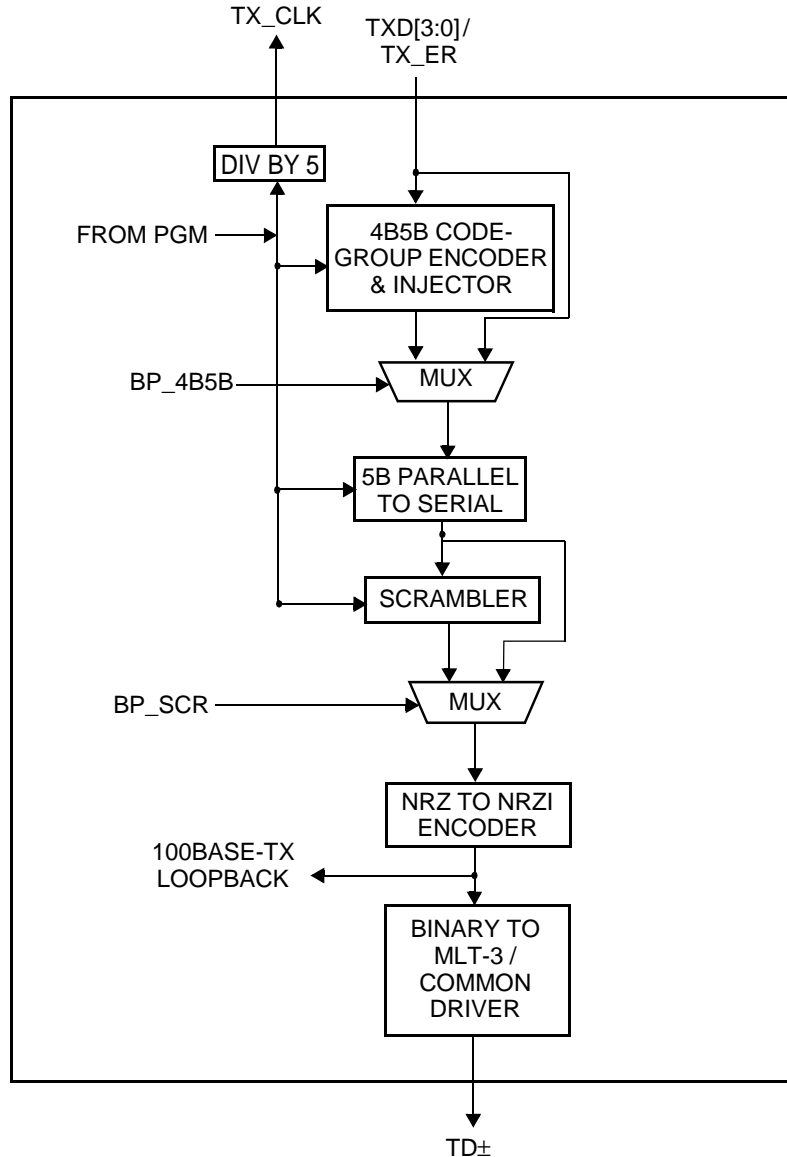 TX_CLK
TXD[3:0]/
TX_ER
DIV BY 5
FROM PGM
4B5B CODE-
GROUP ENCODER
& INJECTOR
BP_4B5B
MUX
5B PARALLEL
TO SERIAL
SCRAMBLER
BP_SCR
MUX
NRZ TO NRZI
ENCODER
100BASE-TX
LOOPBACK
BINARY TO
MLT-3 /
COMMON
DRIVER
TD±